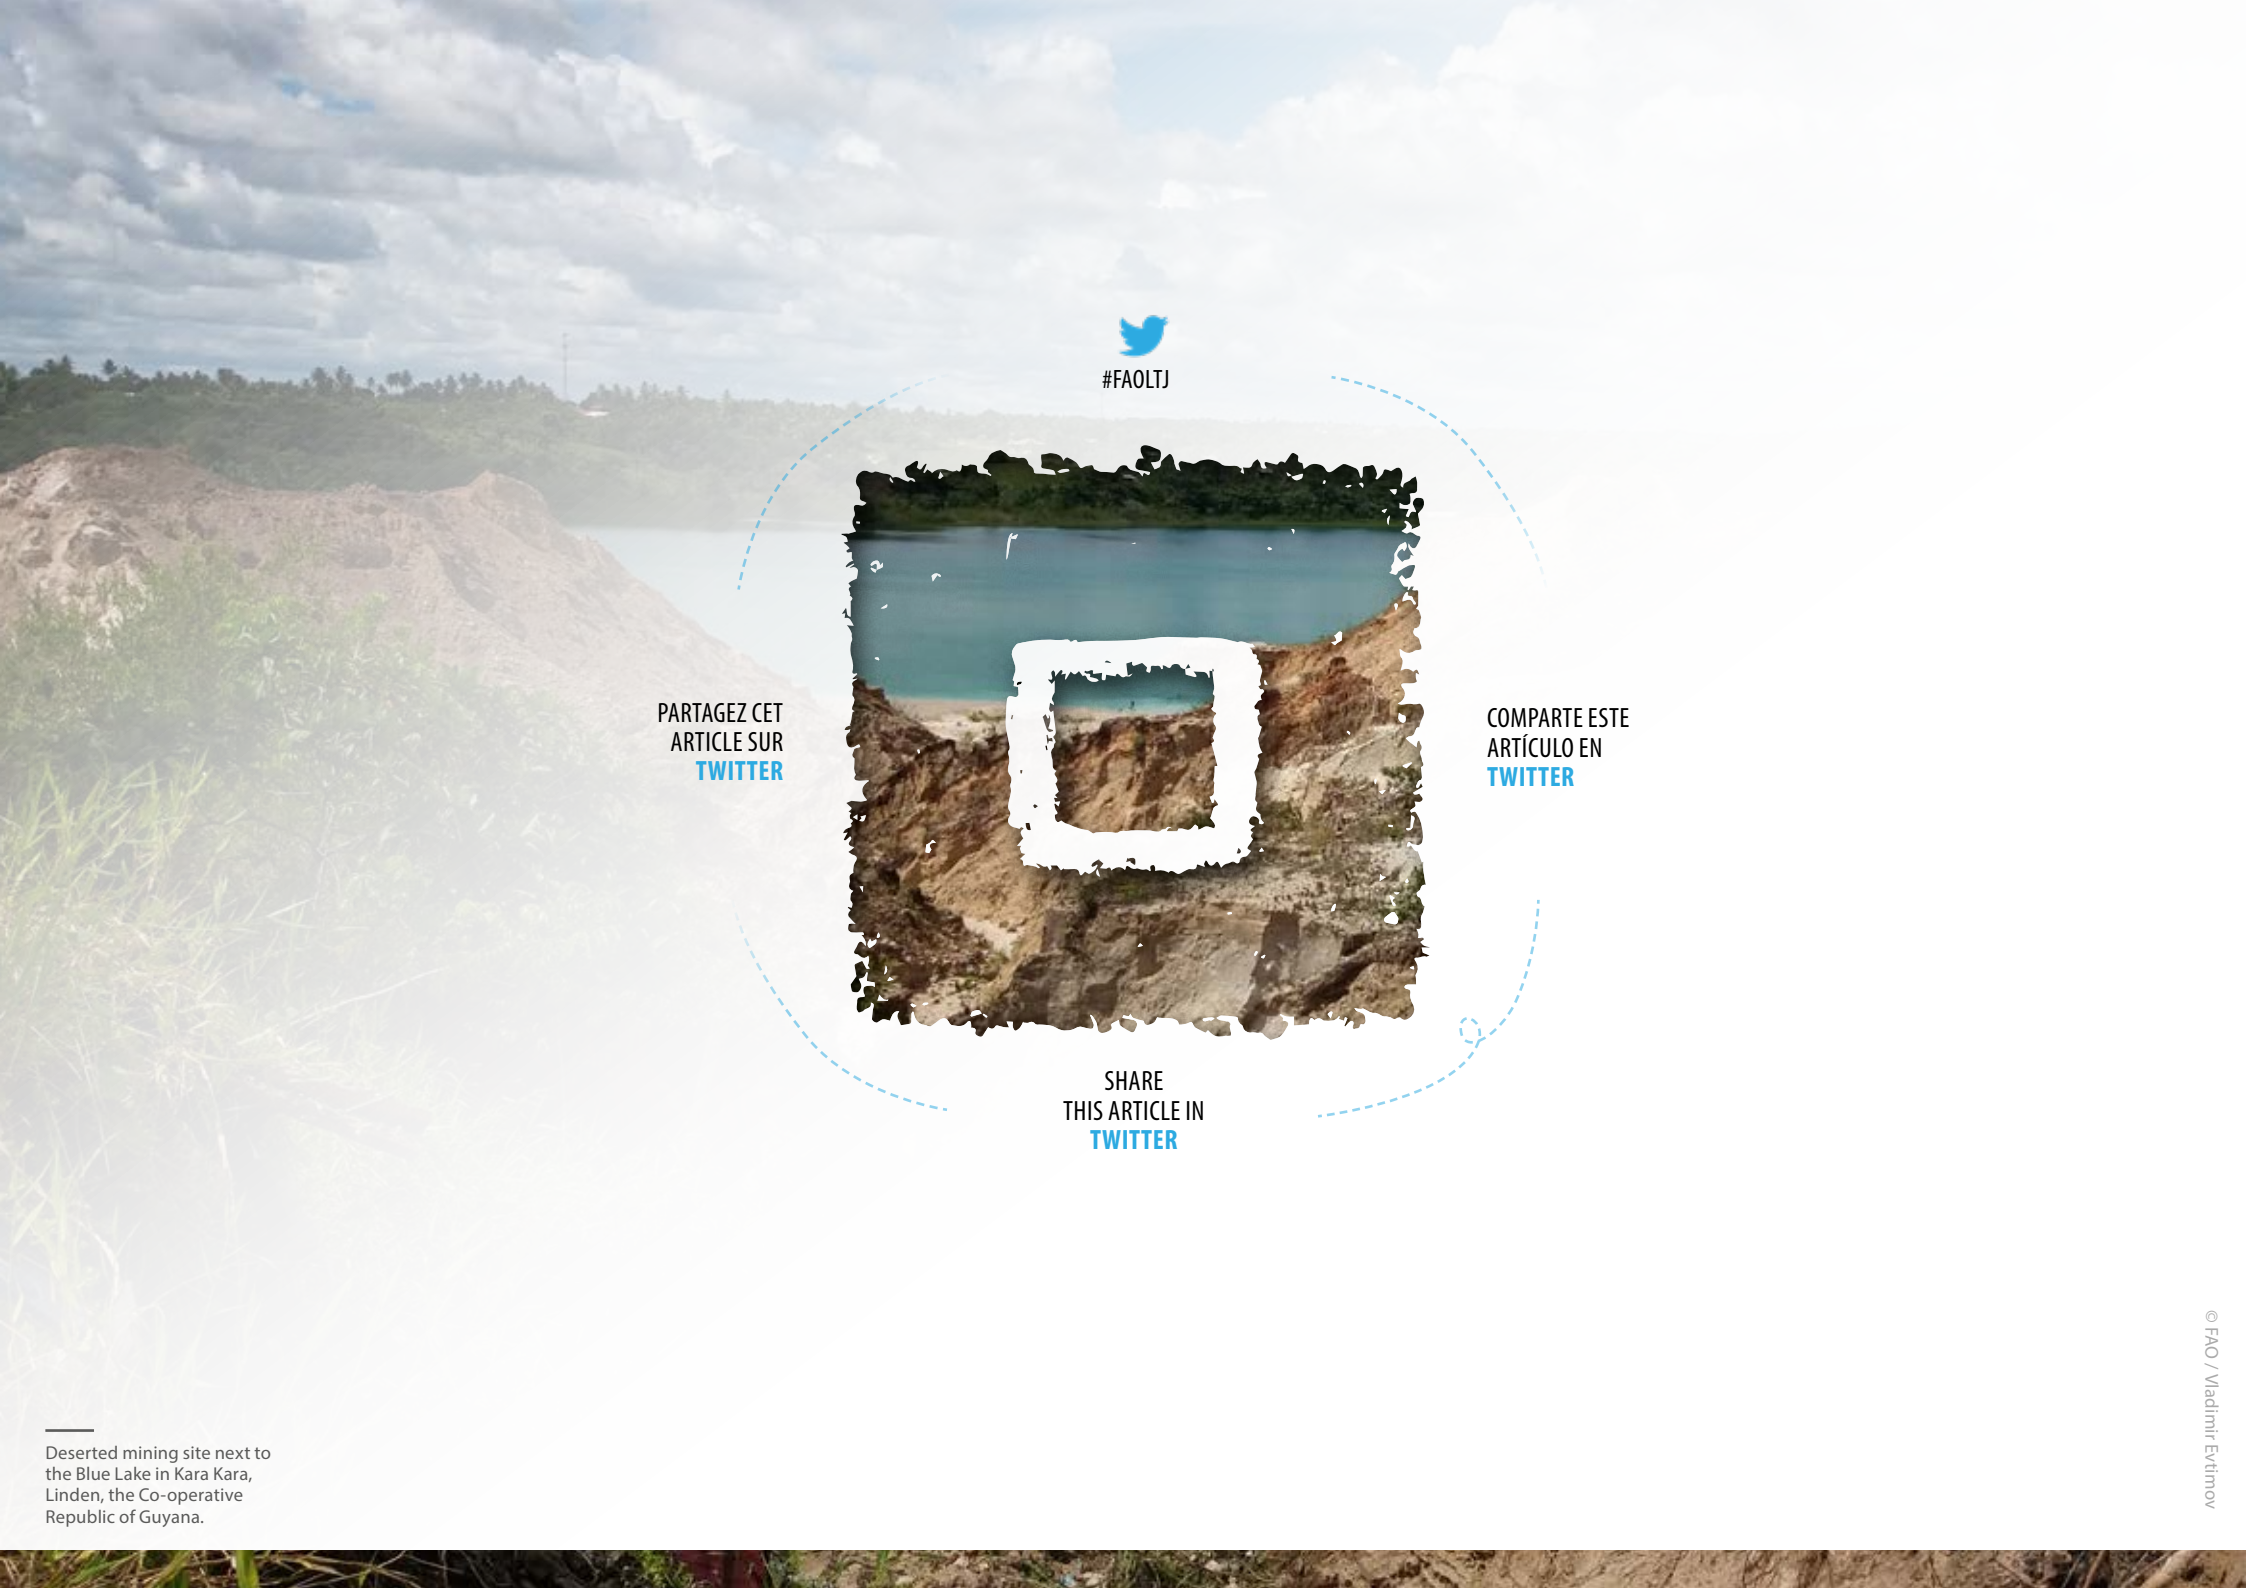 #FAOLTJ
PARTAGEZ CET
ARTICLE SUR
TWITTER
COMPARTE ESTE
ARTÍCULO EN
TWITTER
SHARE
THIS ARTICLE IN
TWITTER
© FAO / Vladimir Evtimov
Deserted mining site next to
the Blue Lake in Kara Kara,
Linden, the Co-operative
Republic of Guyana.